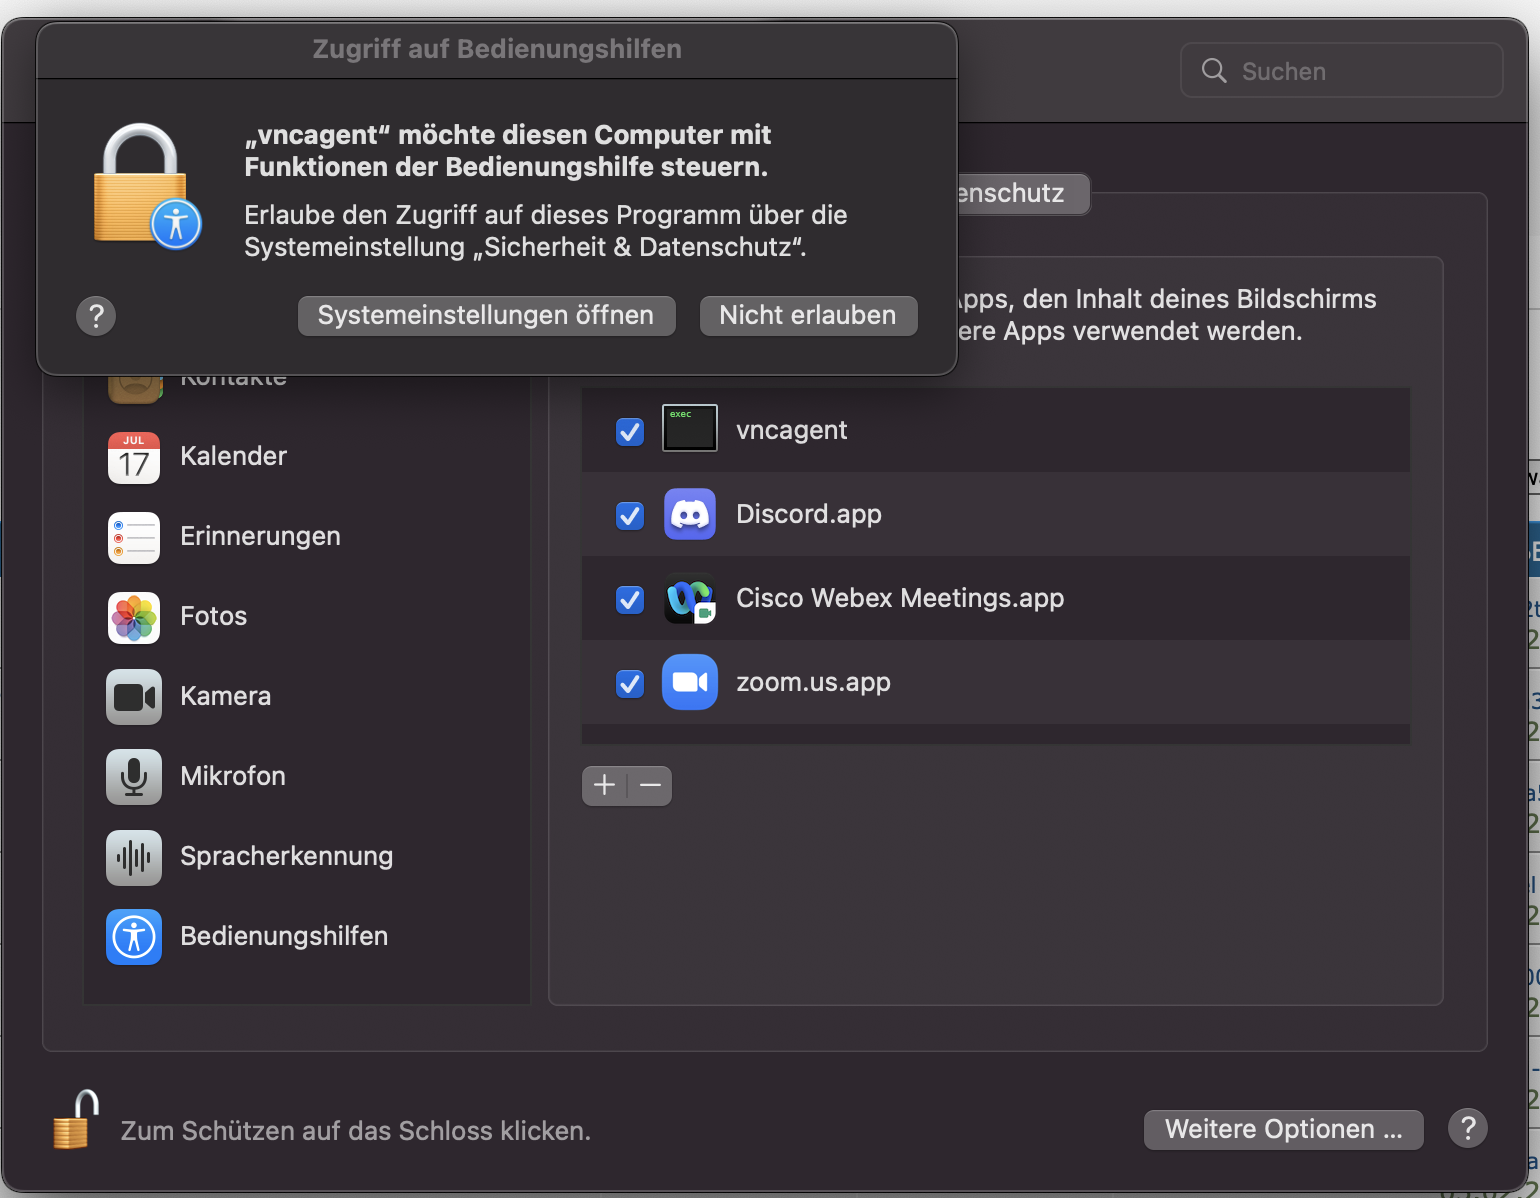 Zugriff auf Bedienungshilfen
„vncagent“ möchte diesen Computer mit
Funktionen der Bedienungshilfe steuern.
Erlaube den Zugriff auf dieses Programm über die
Systemeinstellung „Sicherheit & Datenschutz“.
?
Systemeinstellungen öffnen
Nicht erlauben
Suchen
enschutz
Apps, den Inhalt deines Bildschirms
ere Apps verwendet werden.
Kontakte
JUL
17
Kalender
Erinnerungen
Fotos
Kamera
Mikrofon
Spracherkennung
Bedienungshilfen
exec
vncagent
Discord.app
Cisco Webex Meetings.app
zoom.us.app
+ −
Zum Schützen auf das Schloss klicken.
Weitere Optionen ...
?